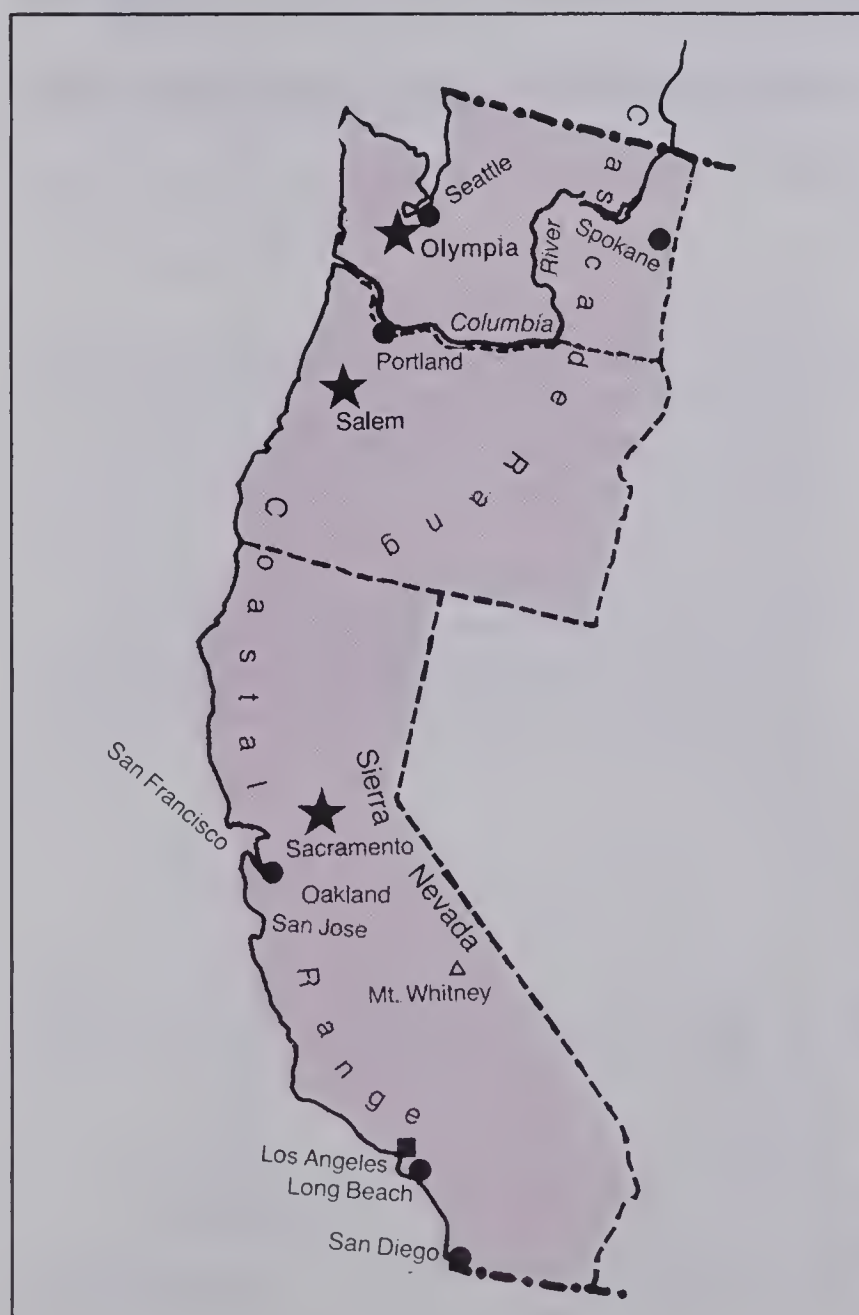 Cascade Rang
Seattle
Spokane
Olympia
River
Columbia
Portland
Salem
Coastal Range
Sierra Nevada
San Francisco
Sacramento
Oakland
San Jose
Mt. Whitney
Los Angeles
Long Beach
San Diego